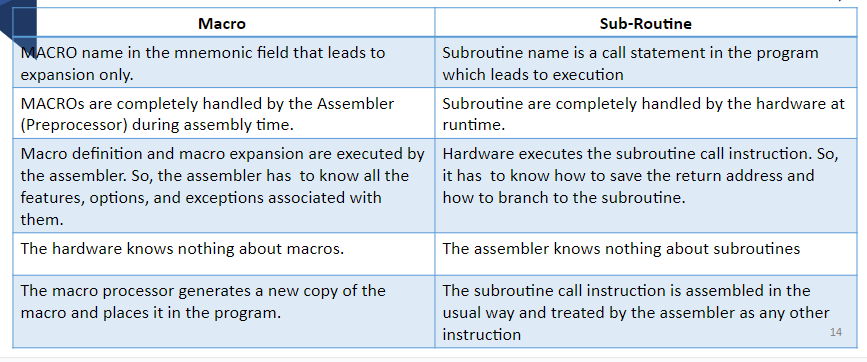 Macro
Sub-Routine
MACRO name in the mnemonic field that leads to
expansion only.
Subroutine name is a call statement in the program
which leads to execution
MACROs are completely handled by the Assembler
(Preprocessor) during assembly time.
Subroutine are completely handled by the hardware at
runtime.
Macro definition and macro expansion are executed by
the assembler. So, the assembler has  to know all the
features, options, and exceptions associated with
them.
Hardware executes the subroutine call instruction. So,
it has  to know how to save the return address and
how to branch to the subroutine.
The hardware knows nothing about macros.
The assembler knows nothing about subroutines
The macro processor generates a new copy of the
macro and places it in the program.
The subroutine call instruction is assembled in the
usual way and treated by the assembler as any other
instruction
14